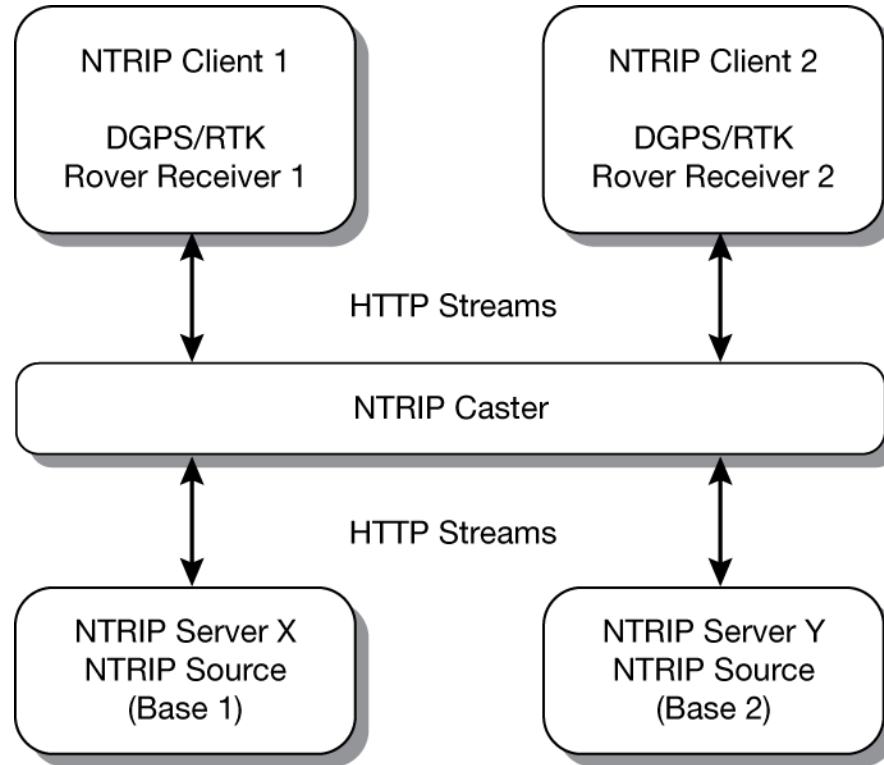 NTRIP Client 1
DGPS/RTK
Rover Receiver 1
NTRIP Client 2
DGPS/RTK
Rover Receiver 2
HTTP Streams
NTRIP Caster
HTTP Streams
NTRIP Server X
NTRIP Source
(Base 1)
NTRIP Server Y
NTRIP Source
(Base 2)